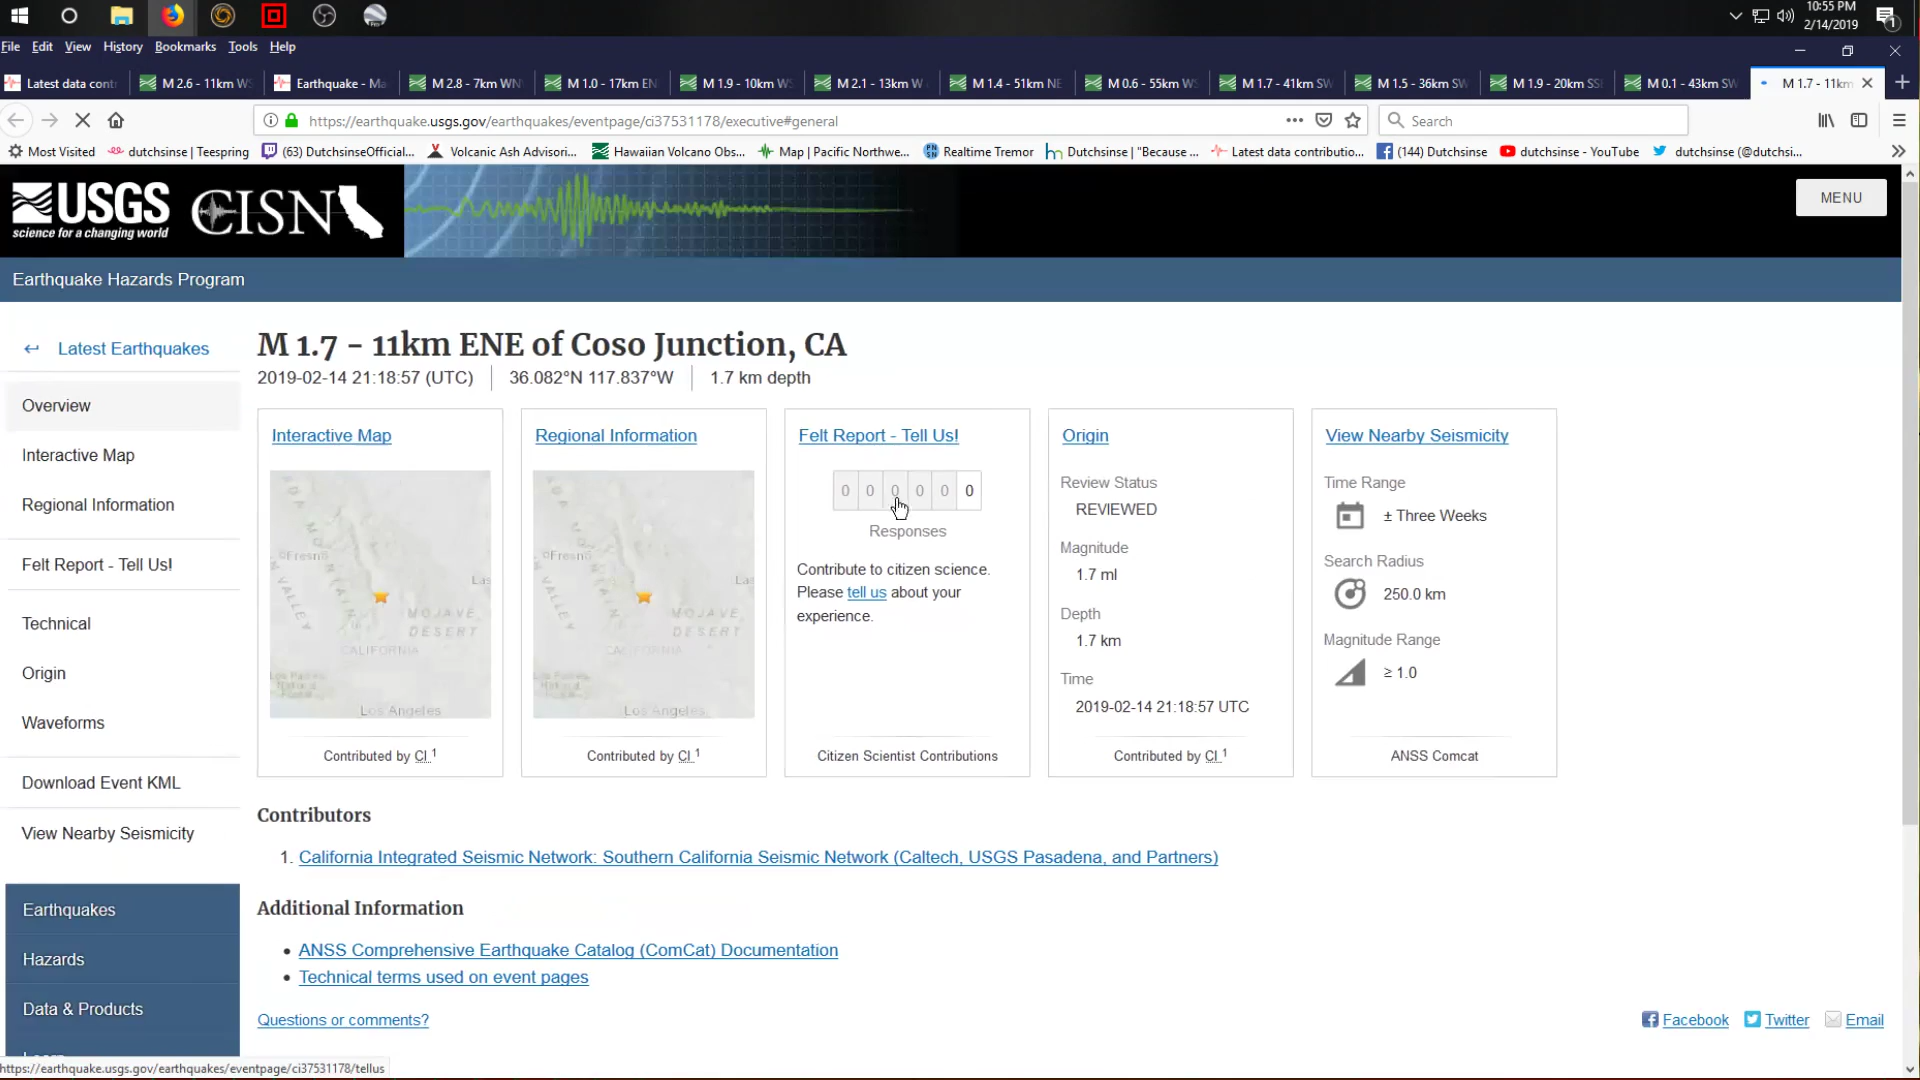 10:55 PM
2/14/2019
1
File Edit View History Bookmarks Tools Help
Latest data contr
M 2.6 - 11km WS
Earthquake - Ma
M 2.8 - 7km WN
M 1.0 - 17km EN
M 1.9 - 10km WS
M 2.1 - 13km W
M 1.4 - 51km NE
M 0.6 - 55km WS
M 1.7 - 41km SW
M 1.5 - 36km SW
M 1.9 - 20km SS
M 0.1 - 43km SW
M 1.7 - 11km
https://earthquake.usgs.gov/earthquakes/eventpage/ci37531178/executive#general
Search
Most Visited
dutchsinse | Teespring
(63) DutchsinseOfficial...
Volcanic Ash Advisori...
Hawaiian Volcano Obs...
Map | Pacific Northwe...
Realtime Tremor
Dutchsinse | "Because ...
Latest data contributio...
(144) Dutchsinse
dutchsinse - YouTube
dutchsinse (@dutchsi...
USGS
science for a changing world
CISN
MENU
Earthquake Hazards Program
Latest Earthquakes
Overview
Interactive Map
Regional Information
Felt Report - Tell Us!
Technical
Origin
Waveforms
Download Event KML
View Nearby Seismicity
Earthquakes
Hazards
Data & Products
M 1.7 - 11km ENE of Coso Junction, CA
2019-02-14 21:18:57 (UTC)
36.082°N 117.837°W
1.7 km depth
Interactive Map
Fresno
MOJAVE
DESERT
CALIFORNIA
Los Angeles
Contributed by CI 1
Regional Information
Fresno
MOJAVE
DESERT
CALIFORNIA
Los Angeles
Contributed by CI 1
Felt Report - Tell Us!
0 0 0 0 0 0
Responses
Contribute to citizen science.
Please tell us about your
experience.
Citizen Scientist Contributions
Origin
Review Status
REVIEWED
Magnitude
1.7 ml
Depth
1.7 km
Time
2019-02-14 21:18:57 UTC
Contributed by CI 1
View Nearby Seismicity
Time Range
± Three Weeks
Search Radius
250.0 km
Magnitude Range
≥ 1.0
ANSS Comcat
Contributors
1. California Integrated Seismic Network: Southern California Seismic Network (Caltech, USGS Pasadena, and Partners)
Additional Information
• ANSS Comprehensive Earthquake Catalog (ComCat) Documentation
• Technical terms used on event pages
Questions or comments?
Facebook
Twitter
Email
https://earthquake.usgs.gov/earthquakes/eventpage/ci37531178/tellus